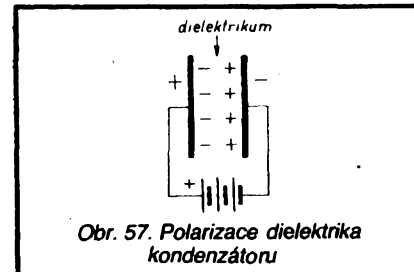 dielektrikum
+ − + −
− +
− +
− +
+
Obr. 57. Polarizace dielektrika
kondenzátoru